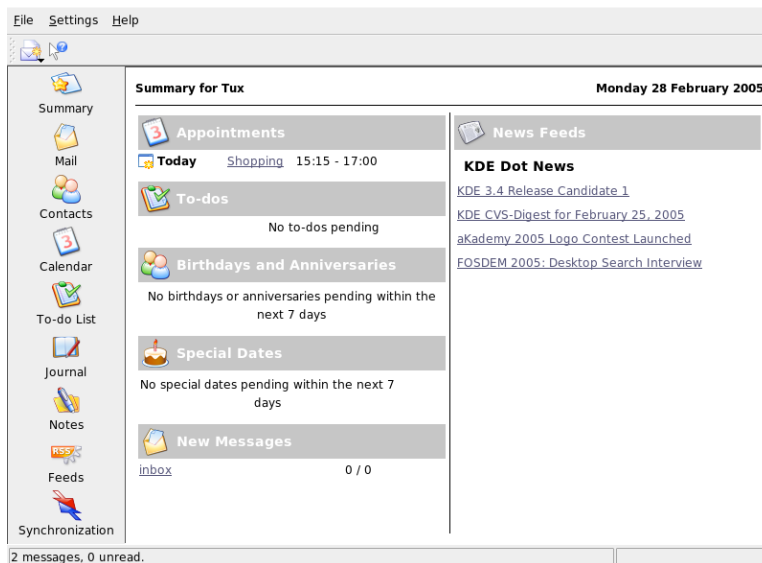 File Settings Help
Summary
Mail
Contacts
3
Calendar
To-do List
Journal
Notes
RSS
Feeds
Synchronization
Summary for Tux
Monday 28 February 2005
3 Appointments
Today Shopping 15:15 - 17:00
To-dos
No to-dos pending
Birthdays and Anniversaries
No birthdays or anniversaries pending within the
next 7 days
Special Dates
No special dates pending within the next 7
days
New Messages
inbox 0 / 0
News Feeds
KDE Dot News
KDE 3.4 Release Candidate 1
KDE CVS-Digest for February 25, 2005
aKademy 2005 Logo Contest Launched
FOSDEM 2005: Desktop Search Interview
2 messages, 0 unread.